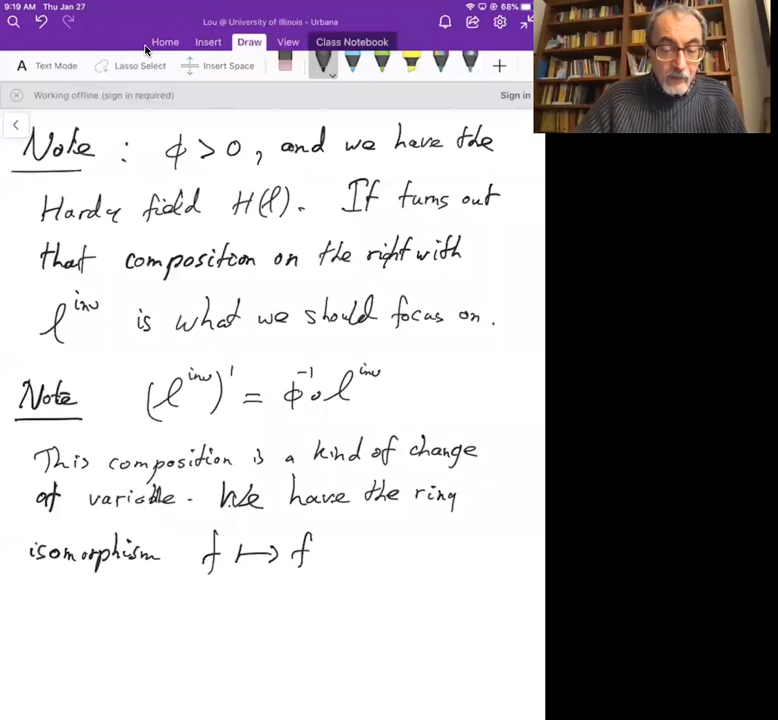 9:19 AM Thu Jan 27
68%
Lou @ University of Illinois - Urbana
Home Insert Draw View Class Notebook
A Text Mode Lasso Select Insert Space
Working offline (sign in required) Sign in
Note : ϕ > 0, and we have the
Hardy field H(ℓ). It turns out
that composition on the right with
ℓ^inv is what we should focus on.
Note (ℓ^inv)' = ϕ^-1 ∘ ℓ^inv
This composition is a kind of change
of variable. We have the ring
isomorphism f ↦ f